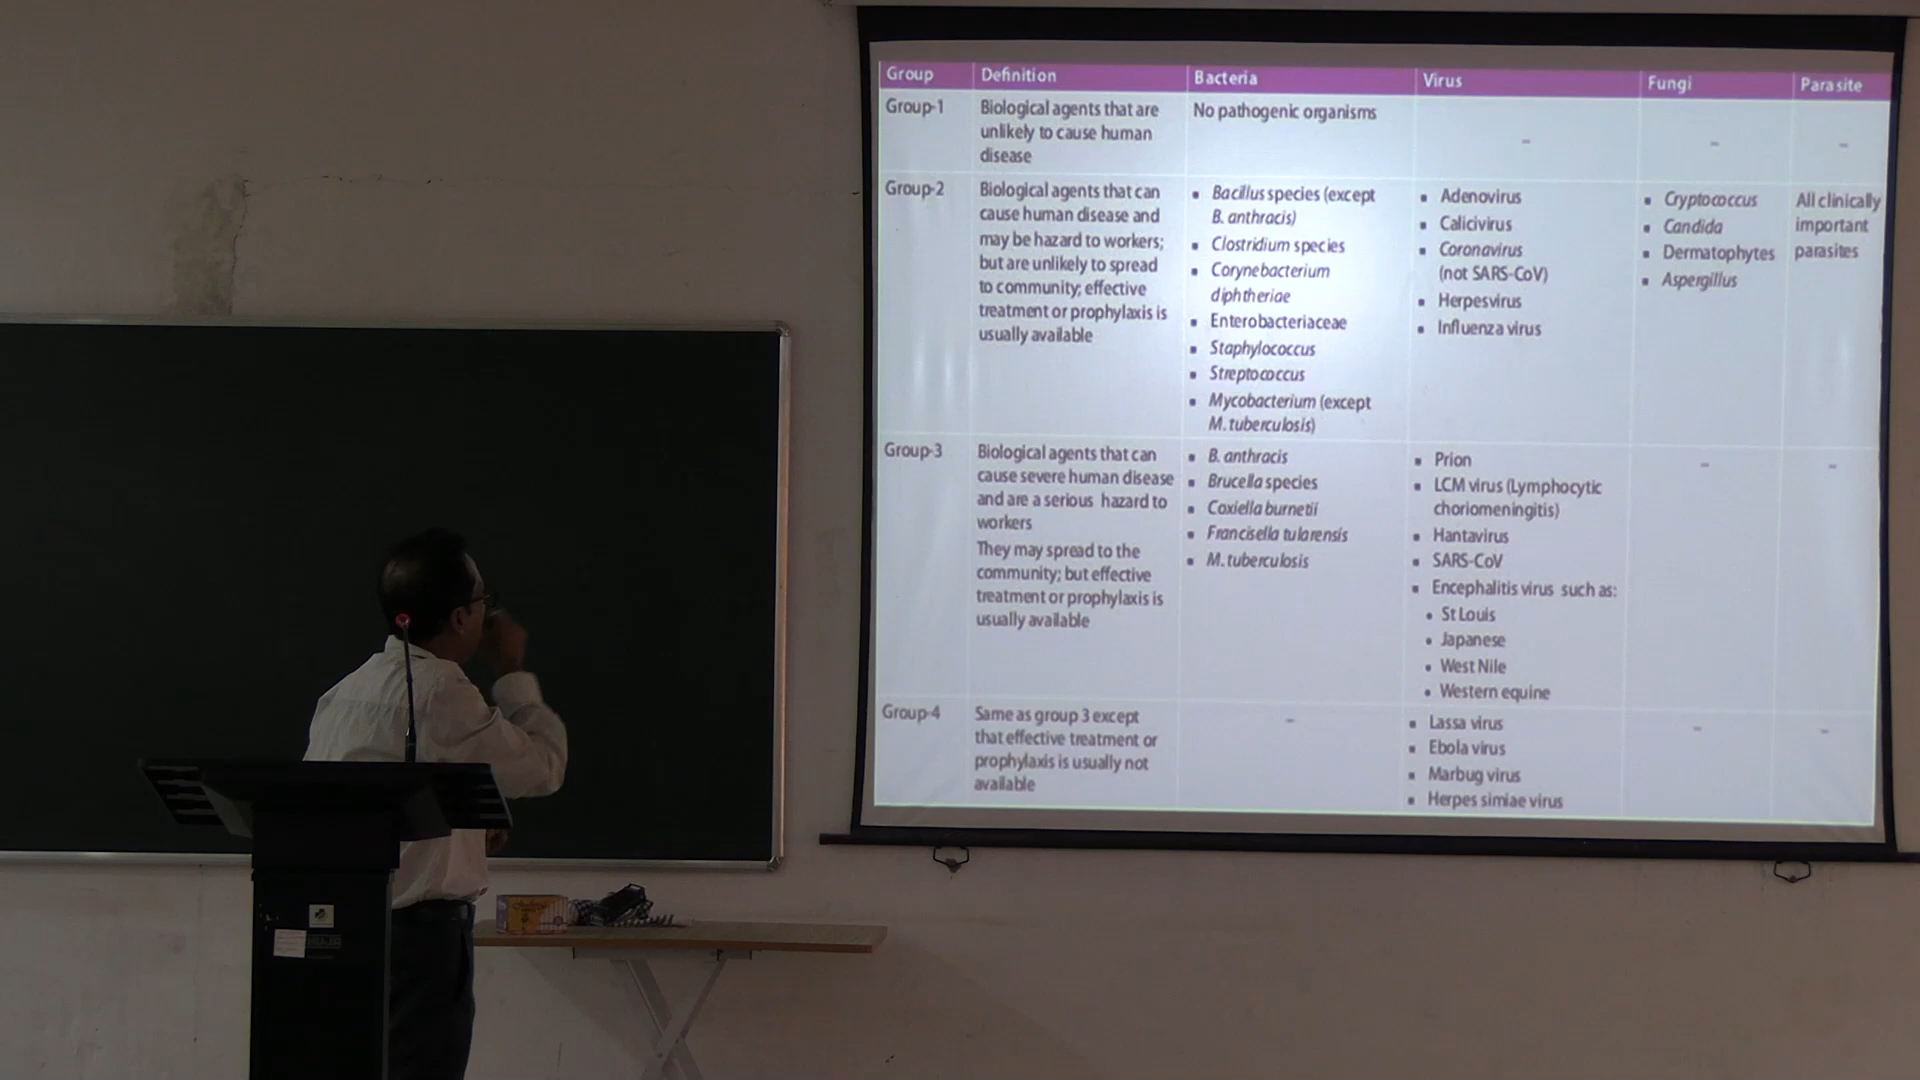 Group
Definition
Bacteria
Virus
Fungi
Parasite
Group-1
Biological agents that are
unlikely to cause human
disease
No pathogenic organisms
–
–
–
Group-2
Biological agents that can
cause human disease and
may be hazard to workers;
but are unlikely to spread
to community; effective
treatment or prophylaxis is
usually available
▪ Bacillus species (except
B. anthracis)
▪ Clostridium species
▪ Corynebacterium
diphtheriae
▪ Enterobacteriaceae
▪ Staphylococcus
▪ Streptococcus
▪ Mycobacterium (except
M. tuberculosis)
▪ Adenovirus
▪ Calicivirus
▪ Coronavirus
(not SARS-CoV)
▪ Herpesvirus
▪ Influenza virus
▪ Cryptococcus
▪ Candida
▪ Dermatophytes
▪ Aspergillus
All clinically
important
parasites
Group-3
Biological agents that can
cause severe human disease
and are a serious hazard to
workers
They may spread to the
community; but effective
treatment or prophylaxis is
usually available
▪ B. anthracis
▪ Brucella species
▪ Coxiella burnetii
▪ Francisella tularensis
▪ M. tuberculosis
▪ Prion
▪ LCM virus (Lymphocytic
choriomeningitis)
▪ Hantavirus
▪ SARS-CoV
▪ Encephalitis virus such as:
• St Louis
• Japanese
• West Nile
• Western equine
–
–
Group-4
Same as group 3 except
that effective treatment or
prophylaxis is usually not
available
–
▪ Lassa virus
▪ Ebola virus
▪ Marbug virus
▪ Herpes simiae virus
–
–
AHUJA